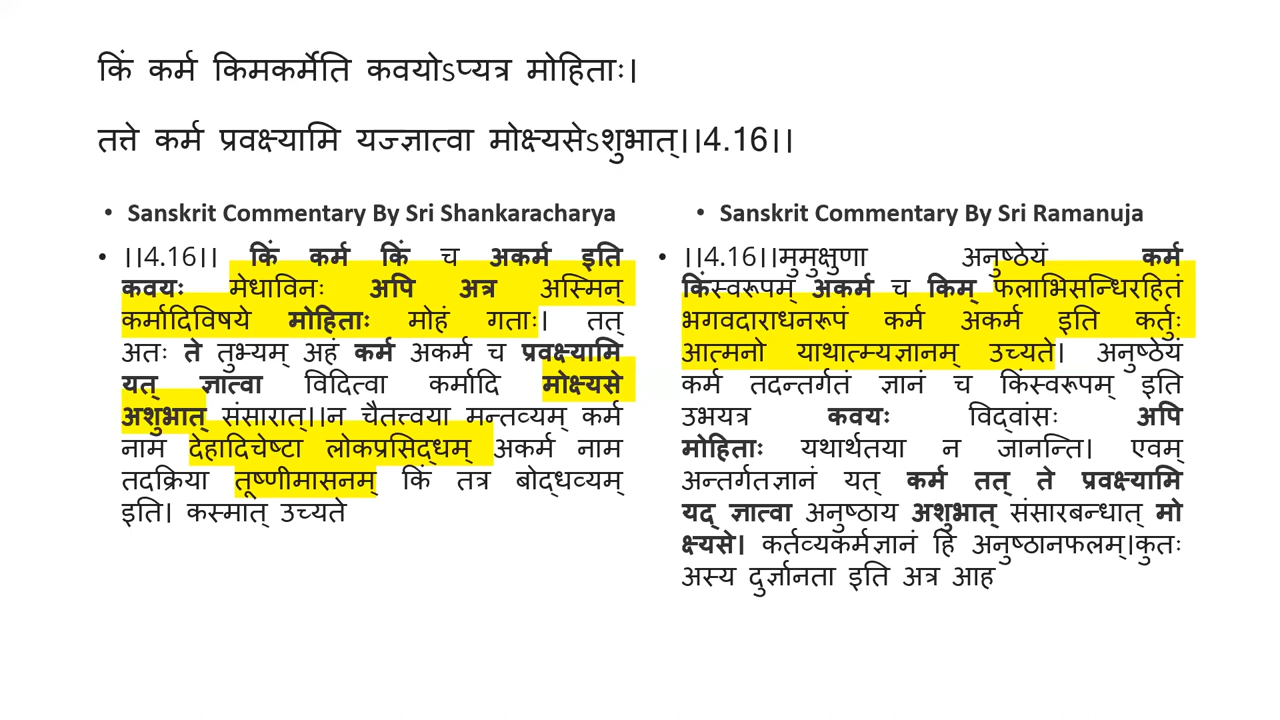 किं कर्म किमकर्मेति कवयोऽप्यत्र मोहिताः।
तत्ते कर्म प्रवक्ष्यामि यज्ज्ञात्वा मोक्ष्यसेऽशुभात्।।4.16।।
• Sanskrit Commentary By Sri Shankaracharya
• ।।4.16।। किं कर्म किं च अकर्म इति
कवयः मेधाविनः अपि अत्र अस्मिन्
कर्मादिविषये मोहिताः मोहं गताः। तत्
अतः ते तुभ्यम् अहं कर्म अकर्म च प्रवक्ष्यामि
यत् ज्ञात्वा विदित्वा कर्मादि मोक्ष्यसे
अशुभात् संसारात्।।न चैतत्त्वया मन्तव्यम् कर्म
नाम देहादिचेष्टा लोकप्रसिद्धम् अकर्म नाम
तदक्रिया तूष्णीमासनम् किं तत्र बोद्धव्यम्
इति। कस्मात् उच्यते
• Sanskrit Commentary By Sri Ramanuja
• ।।4.16।।मुमुक्षुणा अनुष्ठेयं कर्म
किंस्वरूपम् अकर्म च किम् फलाभिसन्धिरहितं
भगवदाराधनरूपं कर्म अकर्म इति कर्तुः
आत्मनो याथात्म्यज्ञानम् उच्यते। अनुष्ठेयं
कर्म तदन्तर्गतं ज्ञानं च किंस्वरूपम् इति
उभयत्र कवयः विद्वांसः अपि
मोहिताः यथार्थतया न जानन्ति। एवम्
अन्तर्गतज्ञानं यत् कर्म तत् ते प्रवक्ष्यामि
यद् ज्ञात्वा अनुष्ठाय अशुभात् संसारबन्धात् मो
क्ष्यसे। कर्तव्यकर्मज्ञानं हि अनुष्ठानफलम्।कुतः
अस्य दुर्ज्ञानता इति अत्र आह